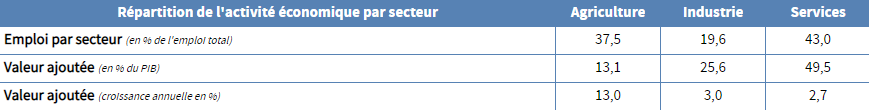 Répartition de l'activité économique par secteur Agriculture Industrie Services
Emploi par secteur (en % de l'emploi total) 37,5 19,6 43,0
Valeur ajoutée (en % du PIB) 13,1 25,6 49,5
Valeur ajoutée (croissance annuelle en %) 13,0 3,0 2,7